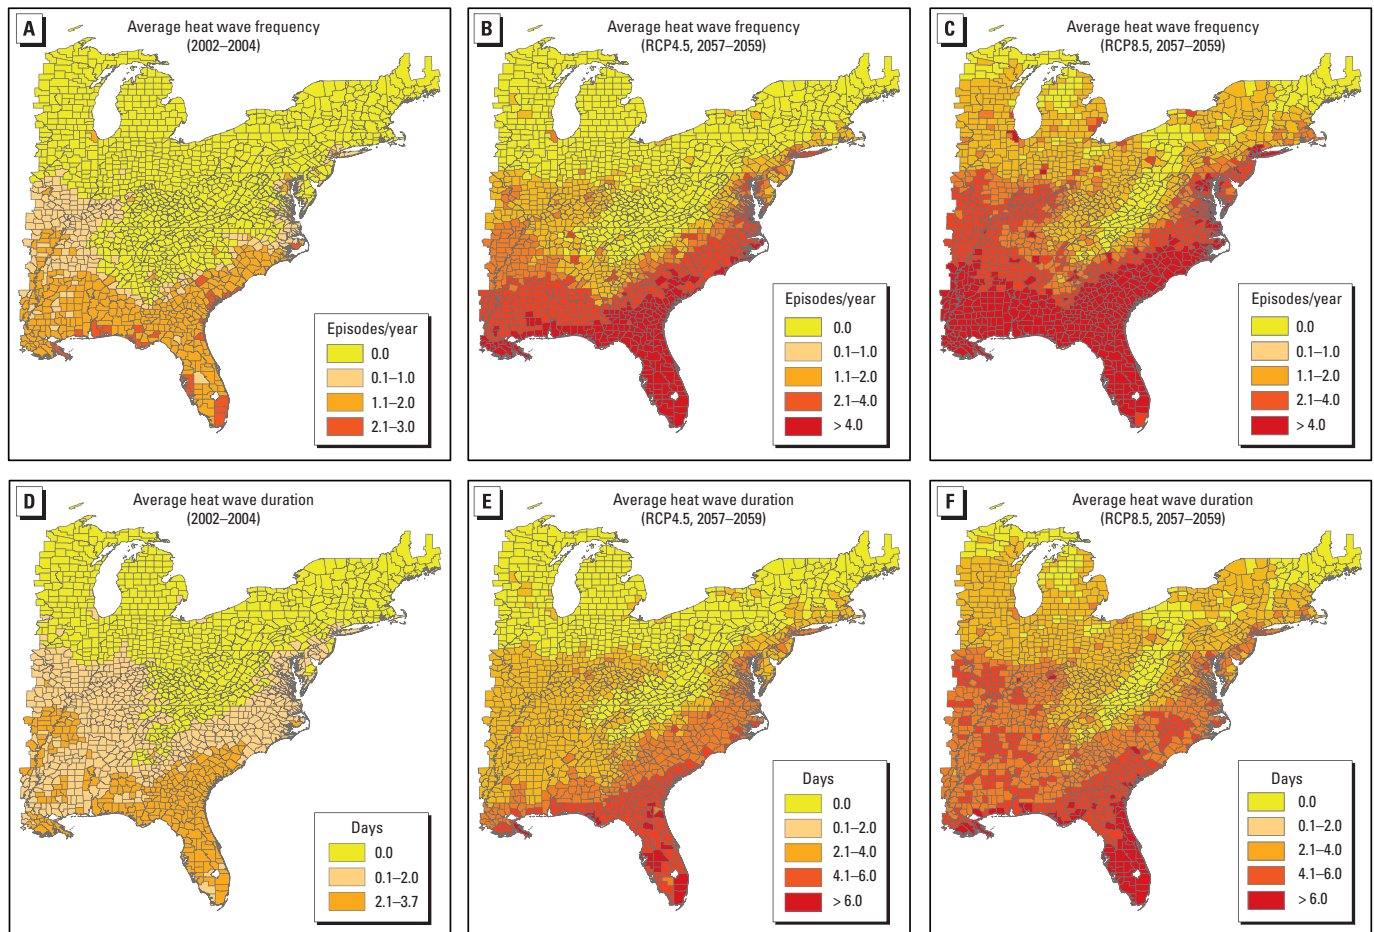 A
Average heat wave frequency
(2002–2004)
Episodes/year
0.0
0.1–1.0
1.1–2.0
2.1–3.0
B
Average heat wave frequency
(RCP4.5, 2057–2059)
Episodes/year
0.0
0.1–1.0
1.1–2.0
2.1–4.0
> 4.0
C
Average heat wave frequency
(RCP8.5, 2057–2059)
Episodes/year
0.0
0.1–1.0
1.1–2.0
2.1–4.0
> 4.0
D
Average heat wave duration
(2002–2004)
Days
0.0
0.1–2.0
2.1–3.7
E
Average heat wave duration
(RCP4.5, 2057–2059)
Days
0.0
0.1–2.0
2.1–4.0
4.1–6.0
> 6.0
F
Average heat wave duration
(RCP8.5, 2057–2059)
Days
0.0
0.1–2.0
2.1–4.0
4.1–6.0
> 6.0